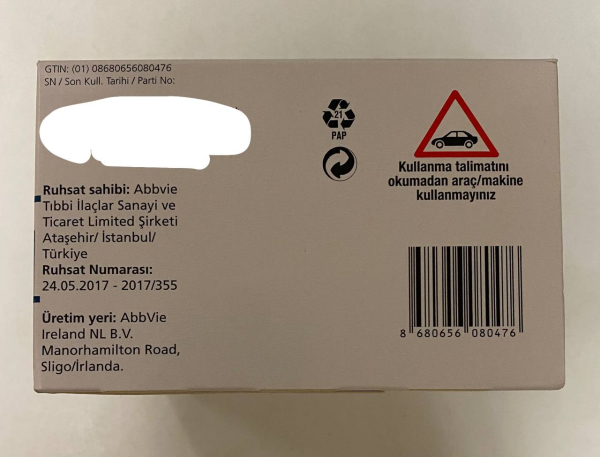 GTIN: (01) 08680656080476
SN / Son Kull. Tarihi / Parti No:
Ruhsat sahibi: Abbvie
Tıbbi İlaçlar Sanayi ve
Ticaret Limited Şirketi
Ataşehir/ İstanbul/
Türkiye
Ruhsat Numarası:
24.05.2017 - 2017/355
Üretim yeri: AbbVie
Ireland NL B.V.
Manorhamilton Road,
Sligo/İrlanda.
21
PAP
Kullanma talimatını
okumadan araç/makine
kullanmayınız
8 680656 080476